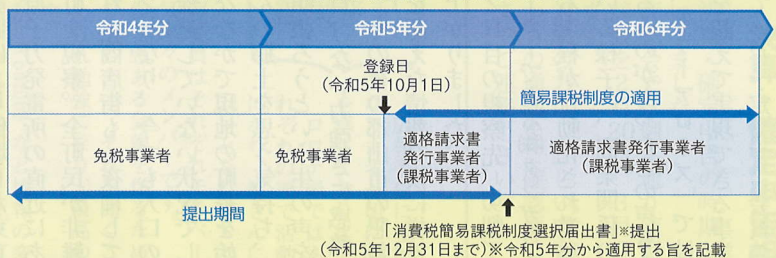 令和4年分
令和5年分
令和6年分
登録日
(令和5年10月1日)
簡易課税制度の適用
免税事業者
免税事業者
適格請求書
発行事業者
(課税事業者)
適格請求書発行事業者
(課税事業者)
提出期間
「消費税簡易課税制度選択届出書」※提出
(令和5年12月31日まで)※令和5年分から適用する旨を記載